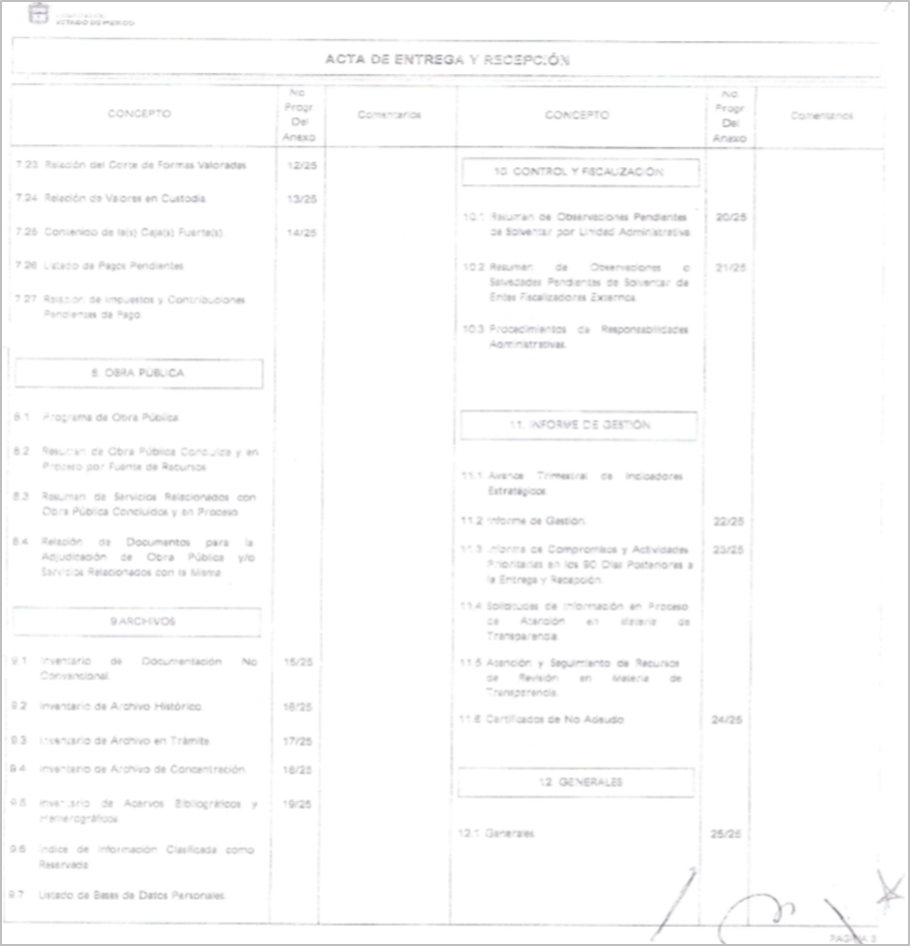 ESTADO DE MÉXICO
ACTA DE ENTREGA Y RECEPCIÓN
CONCEPTO
No
Progr
Del
Anexo
Comentarios
7.23 Relación del Corte de Formas Valoradas. 12/25
7.24 Relación de Valores en Custodia. 13/25
7.25 Contenido de la(s) Caja(s) Fuerte(s). 14/25
7.26 Listado de Pagos Pendientes
7.27 Relación de Impuestos y Contribuciones
Pendientes de Pago.
8. OBRA PÚBLICA
8.1 Programa de Obra Pública
8.2 Resumen de Obra Pública Concluida y en
Proceso por Fuente de Recursos.
8.3 Resumen de Servicios Relacionados con
Obra Pública Concluidos y en Proceso
8.4 Relación de Documentos para la
Adjudicación de Obra Pública y/o
Servicios Relacionados con la Misma
9.ARCHIVOS
9.1 Inventario de Documentación No 15/25
Convencional.
9.2 Inventario de Archivo Histórico. 16/25
9.3 Inventario de Archivo en Trámite. 17/25
9.4 Inventario de Archivo de Concentración. 18/25
9.5 Inventario de Acervos Bibliográficos y 19/25
Hemerográficos
9.6 Índice de Información Clasificada como
Reservada
9.7 Listado de Bases de Datos Personales.
CONCEPTO
No.
Progr
Del
Anexo
Comentarios
10. CONTROL Y FISCALIZACIÓN
10.1 Resumen de Observaciones Pendientes 20/25
de Solventar por Unidad Administrativa.
10.2 Resumen de Observaciones o 21/25
Salvedades Pendientes de Solventar de
Entes Fiscalizadores Externos.
10.3 Procedimientos de Responsabilidades
Administrativas.
11. INFORME DE GESTIÓN
11.1 Avance Trimestral de Indicadores
Estratégicos.
11.2 Informe de Gestión. 22/25
11.3 Informe de Compromisos y Actividades 23/25
Prioritarias en los 90 Días Posteriores a
la Entrega y Recepción.
11.4 Solicitudes de Información en Proceso
de Atención en Materia de
Transparencia
11.5 Atención y Seguimiento de Recursos
de Revisión en Materia de
Transparencia.
11.6 Certificados de No Adeudo 24/25
12. GENERALES
12.1 Generales 25/25
PÁGINA 3